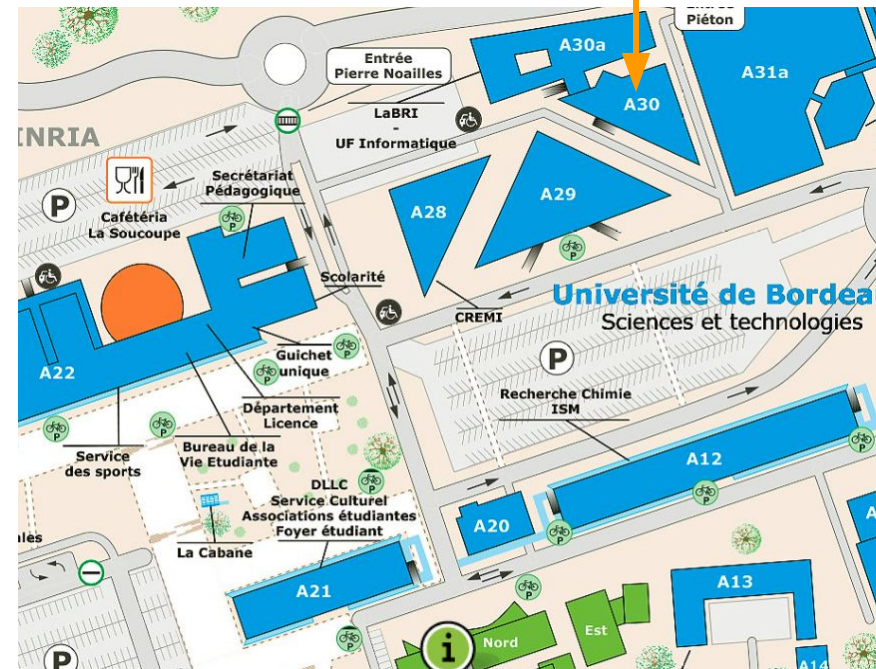 Piéton
Entrée
Pierre Noailles
A30a
A31a
A30
LaBRI
-
UF Informatique
INRIA
P
Cafétéria
La Soucoupe
Secrétariat
Pédagogique
P
A28
A29
P
Scolarité
CREMI
Université de Bordea
Sciences et technologies
P
A22
Guichet
unique
P
P
Département
Licence
Recherche Chimie
ISM
P
P
Service
des sports
Bureau de la
Vie Etudiante
A12
P
P
DLLC
P
Service Culturel
Associations étudiantes
Foyer étudiant
A20
P
ales
La Cabane
A21
A13
P
P
i
Nord
Est
P
A14
A